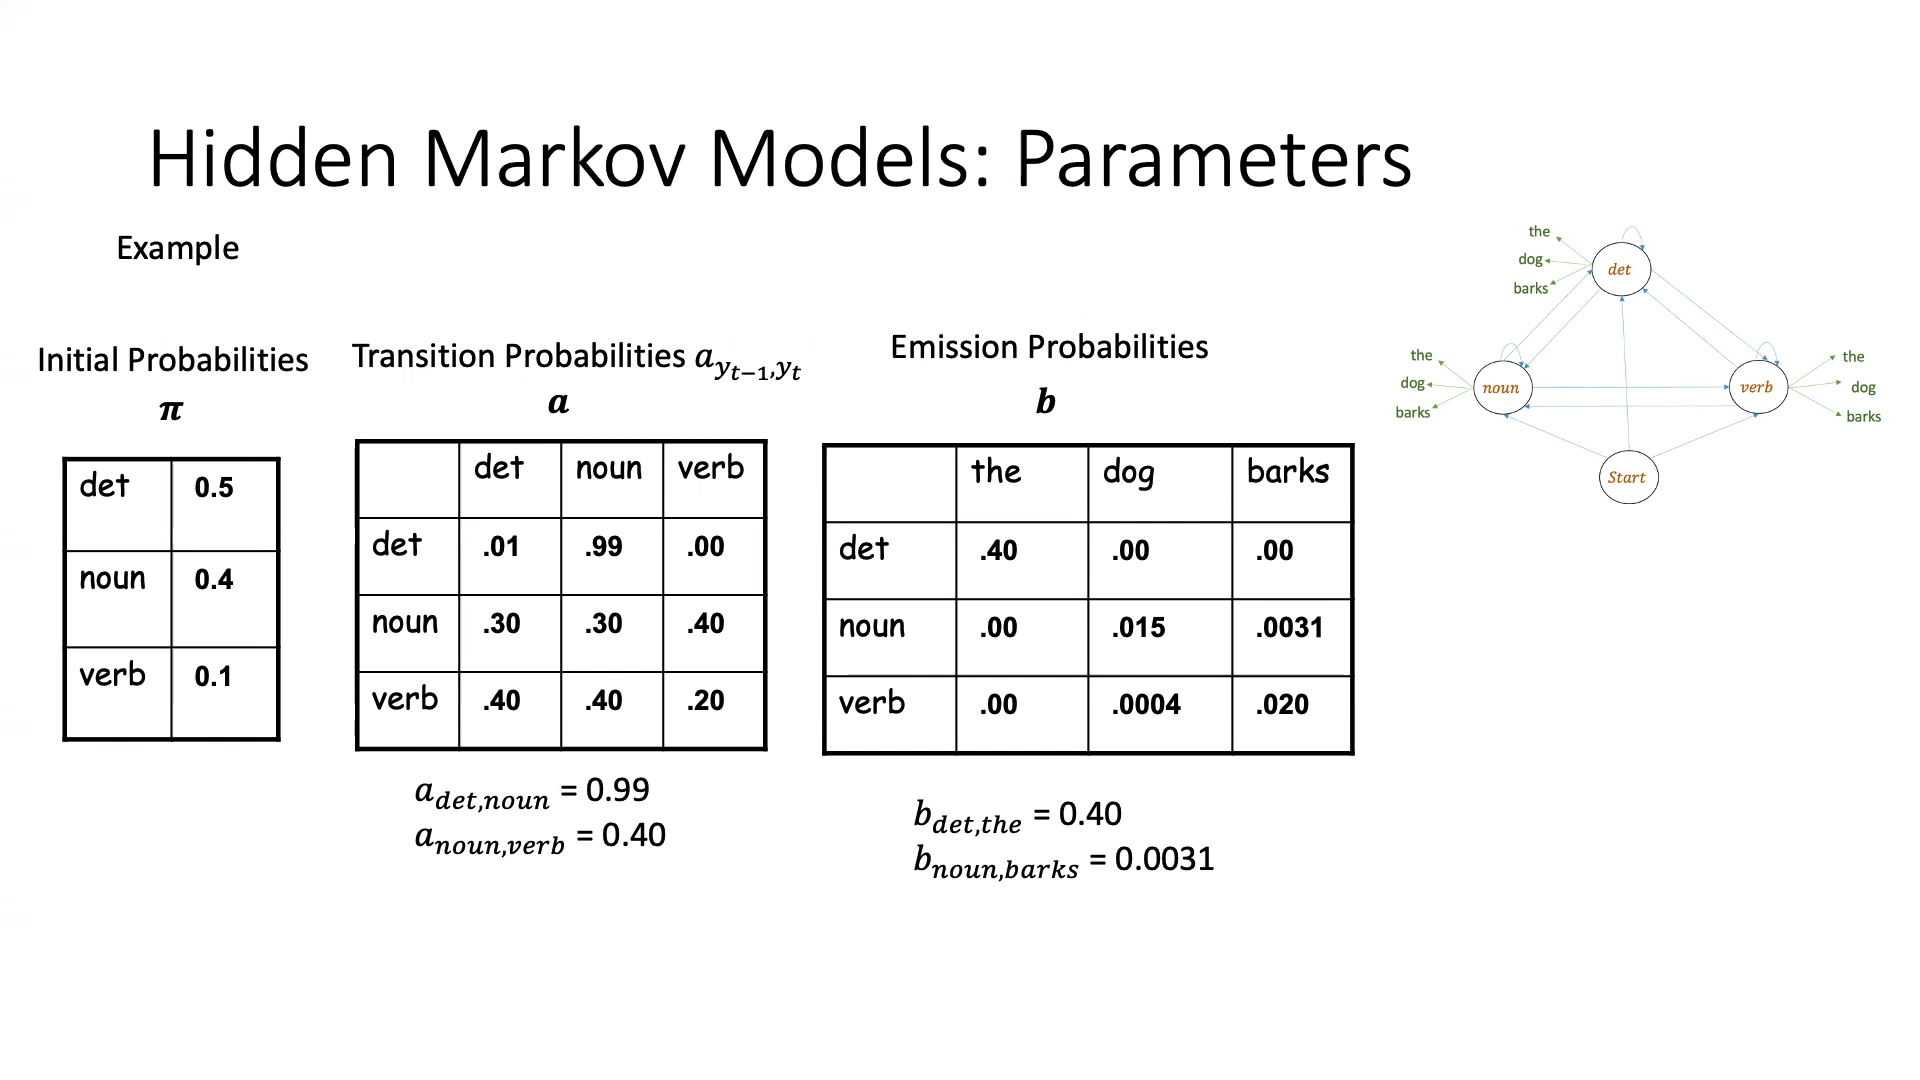 Hidden Markov Models: Parameters
Example
Initial Probabilities
π
det 0.5
noun 0.4
verb 0.1
Transition Probabilities a_{y_{t−1},y_t}
a
det noun verb
det .01 .99 .00
noun .30 .30 .40
verb .40 .40 .20
a_{det,noun} = 0.99
a_{noun,verb} = 0.40
Emission Probabilities
b
the dog barks
det .40 .00 .00
noun .00 .015 .0031
verb .00 .0004 .020
b_{det,the} = 0.40
b_{noun,barks} = 0.0031
the
dog
barks
det
the
dog
barks
noun
verb
the
dog
barks
Start